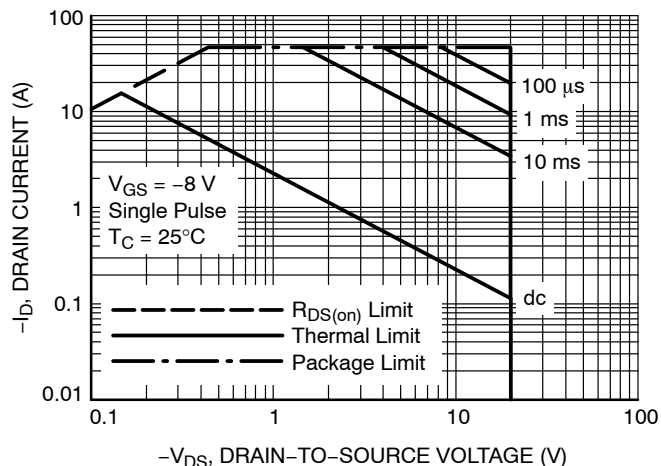 100
10
1
0.1
0.01
-I_D, DRAIN CURRENT (A)
V_GS = −8 V
Single Pulse
T_C = 25°C
100 μs
1 ms
10 ms
dc
R_DS(on) Limit
Thermal Limit
Package Limit
0.1
1
10
100
-V_DS, DRAIN−TO−SOURCE VOLTAGE (V)